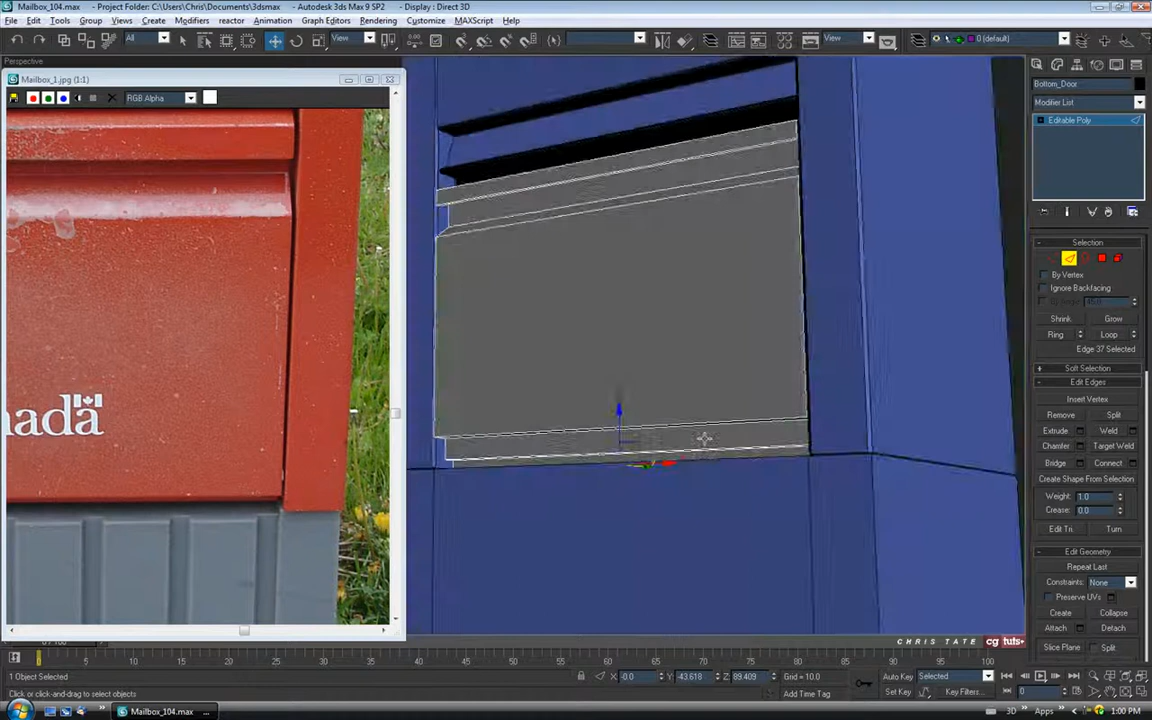 Mailbox_104.max - Project Folder: C:\Users\Chris\Documents\3dsmax - Autodesk 3ds Max 9 SP2 - Display : Direct 3D
File Edit Tools Group Views Create Modifiers reactor Animation Graph Editors Rendering Customize MAXScript Help
All View View 0 (default)
Perspective
Mailbox_1.jpg (1:1)
RGB Alpha
nada
Bottom_Door
Modifier List
Editable Poly
Selection
By Vertex
Ignore Backfacing
Shrink Grow
Ring Loop
Edge 37 Selected
Soft Selection
Edit Edges
Insert Vertex
Remove Split
Extrude Weld
Chamfer Target Weld
Bridge Connect
Create Shape From Selection
Weight: 1.0
Crease: 0.0
Edit Tri. Turn
Edit Geometry
Repeat Last
Constraints: None
Preserve UVs
Create Collapse
Attach Detach
Slice Plane Split
CHRIS TATE cgtuts+
0 5 10 15 20 25 30 35 40 45 50 55 60 65 70 75 80 85 90 95 100
1 Object Selected X: -0.0 Y: -43.618 Z: 89.409 Grid = 10.0 Auto Key Selected
Click or click-and-drag to select objects Add Time Tag Set Key Key Filters... 0
Mailbox_104.max ... 3D Apps 1:00 PM